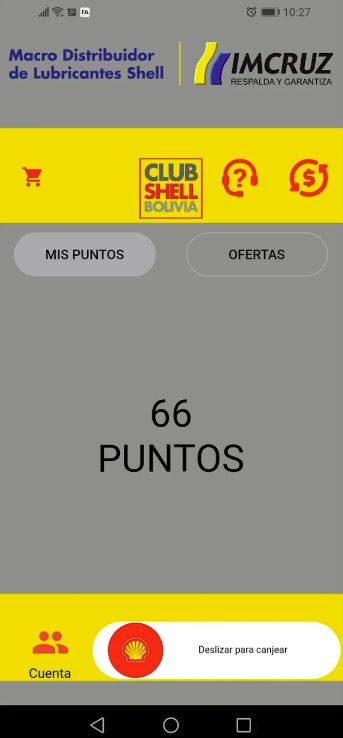 FA
10:27
Macro Distribuidor
de Lubricantes Shell
IMCRUZ
RESPALDA Y GARANTIZA
CLUB
SHELL
BOLIVIA
?
$
MIS PUNTOS
OFERTAS
66
PUNTOS
Deslizar para canjear
Cuenta